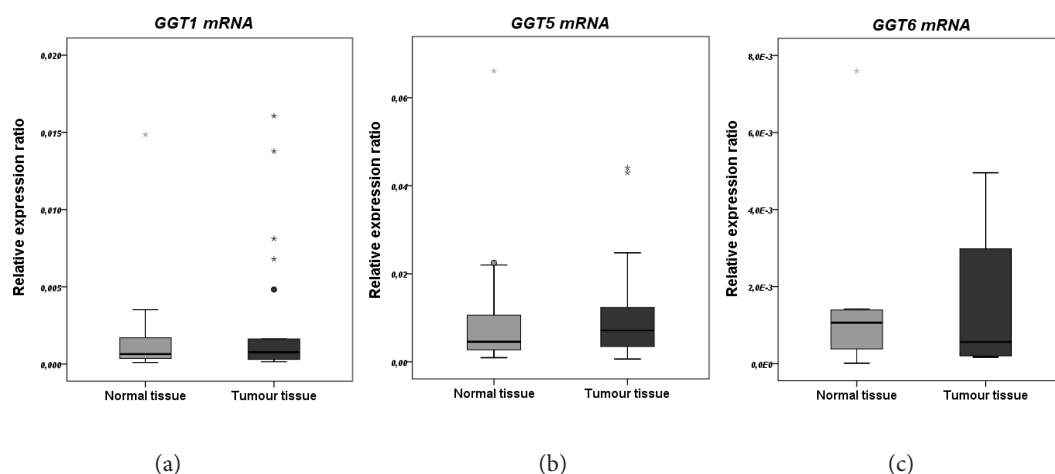 GGT1 mRNA
Relative expression ratio
0,020
0,015
0,010
0,005
0,000
Normal tissue
Tumour tissue
(a)
GGT5 mRNA
Relative expression ratio
0,06
0,04
0,02
0,00
Normal tissue
Tumour tissue
(b)
GGT6 mRNA
Relative expression ratio
8,0E-3
6,0E-3
4,0E-3
2,0E-3
0,0E0
Normal tissue
Tumour tissue
(c)